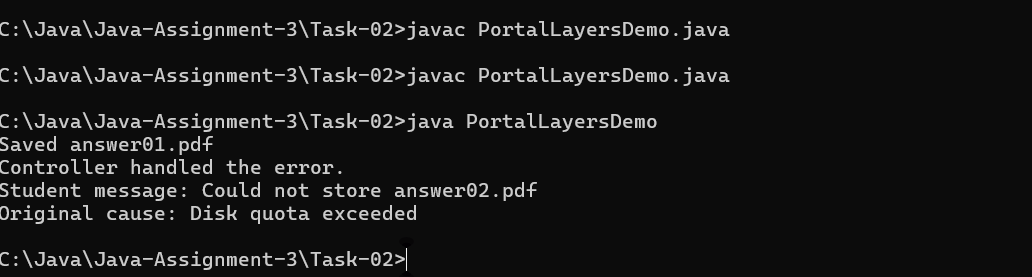 C:\Java\Java-Assignment-3\Task-02>javac PortalLayersDemo.java
C:\Java\Java-Assignment-3\Task-02>javac PortalLayersDemo.java
C:\Java\Java-Assignment-3\Task-02>java PortalLayersDemo
Saved answer01.pdf
Controller handled the error.
Student message: Could not store answer02.pdf
Original cause: Disk quota exceeded
C:\Java\Java-Assignment-3\Task-02>